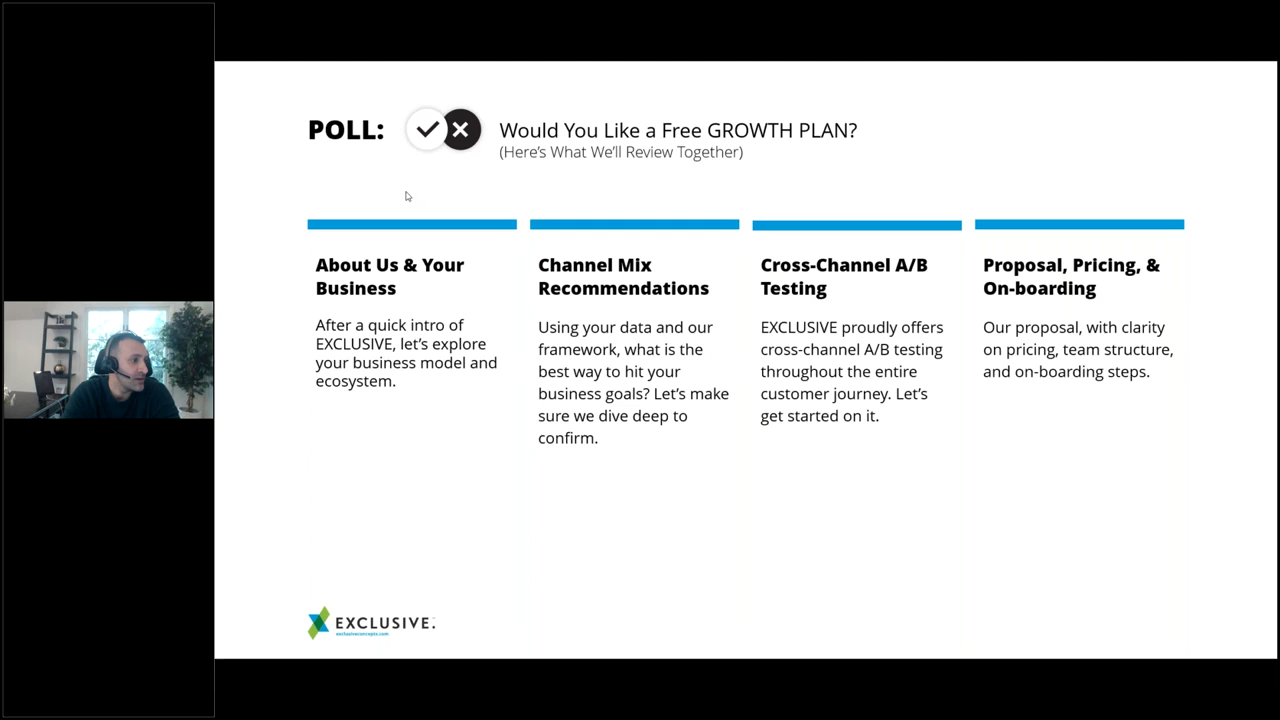 POLL:
Would You Like a Free GROWTH PLAN?
(Here's What We'll Review Together)
About Us & Your
Business
After a quick intro of
EXCLUSIVE, let's explore
your business model and
ecosystem.
Channel Mix
Recommendations
Using your data and our
framework, what is the
best way to hit your
business goals? Let's make
sure we dive deep to
confirm.
Cross-Channel A/B
Testing
EXCLUSIVE proudly offers
cross-channel A/B testing
throughout the entire
customer journey. Let's
get started on it.
Proposal, Pricing, &
On-boarding
Our proposal, with clarity
on pricing, team structure,
and on-boarding steps.
EXCLUSIVE.
exclusiveconcepts.com